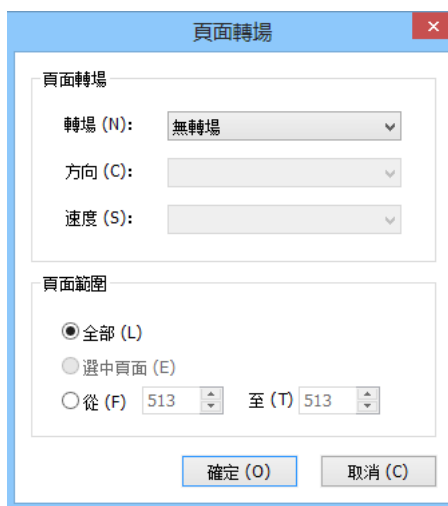 頁面轉場
頁面轉場
轉場 (N): 無轉場
方向 (C):
速度 (S):
頁面範圍
全部 (L)
選中頁面 (E)
從 (F) 513 至 (T) 513
確定 (O) 取消 (C)